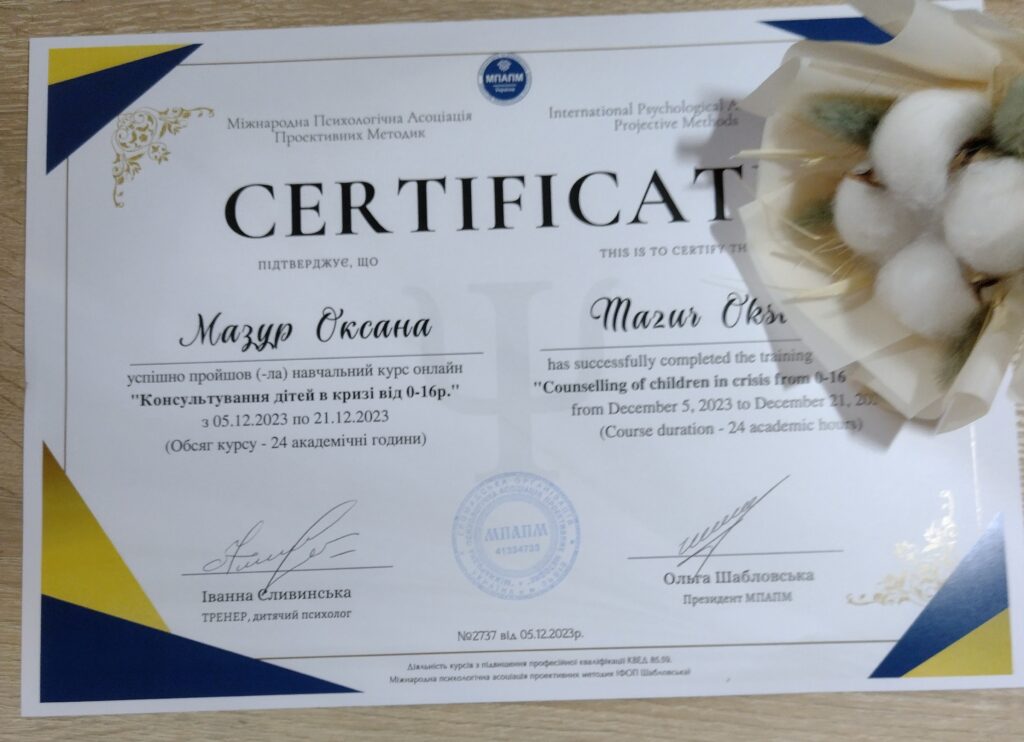 МПАПМ
Україна
Міжнародна Психологічна Асоціація
Проективних Методик
International Psychological A
Projective Methods
CERTIFICAT
ПІДТВЕРДЖУЄ, ЩО
THIS IS TO CERTIFY TH
Мазур Оксана
Mazur Oks
успішно пройшов (-ла) навчальний курс онлайн
"Консультування дітей в кризі від 0-16р."
з 05.12.2023 по 21.12.2023
(Обсяг курсу - 24 академічні години)
has successfully completed the training
"Counselling of children in crisis from 0-16
from December 5, 2023 to December 21, 202
(Course duration - 24 academic hours)
МПАПМ
41354733
Іванна Сливинська
ТРЕНЕР, дитячий психолог
Ольга Шабловська
Президент МПАПМ
№2737 від 05.12.2023р.
Діяльність курсів з підвищення професійної кваліфікації КВЕД 85.59.
Міжнародна психологічна асоціація проективних методик (ФОП Шабловська)